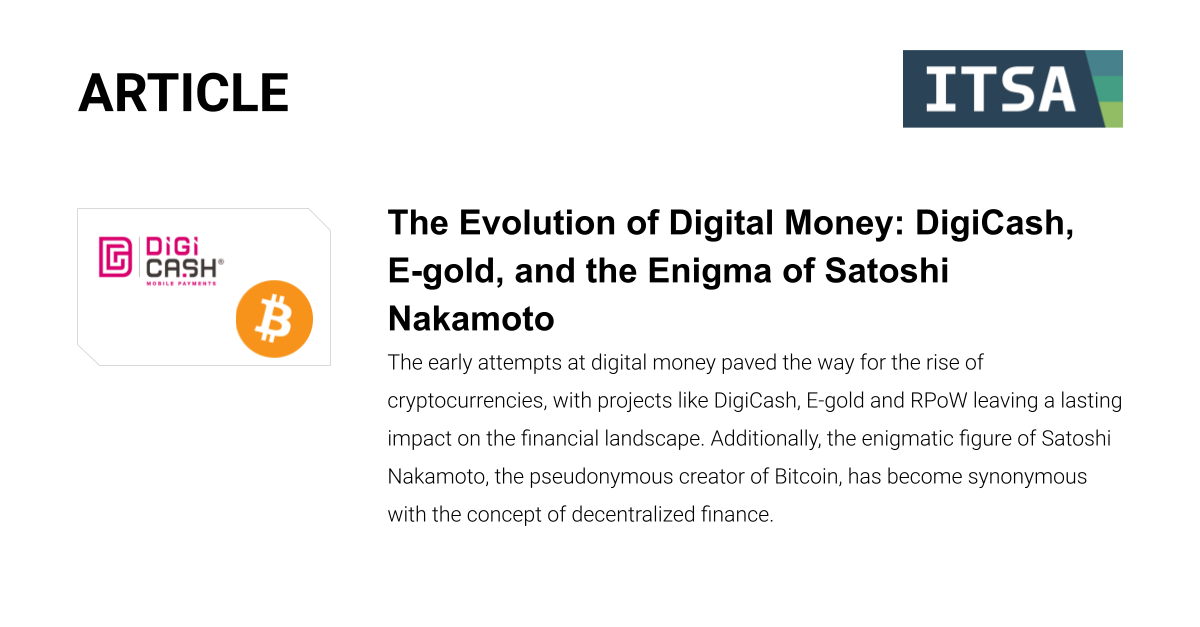 ARTICLE
ITSA
DiGi
CASH®
MOBILE PAYMENTS
The Evolution of Digital Money: DigiCash,
E-gold, and the Enigma of Satoshi
Nakamoto
The early attempts at digital money paved the way for the rise of
cryptocurrencies, with projects like DigiCash, E-gold and RPoW leaving a lasting
impact on the financial landscape. Additionally, the enigmatic figure of Satoshi
Nakamoto, the pseudonymous creator of Bitcoin, has become synonymous
with the concept of decentralized finance.